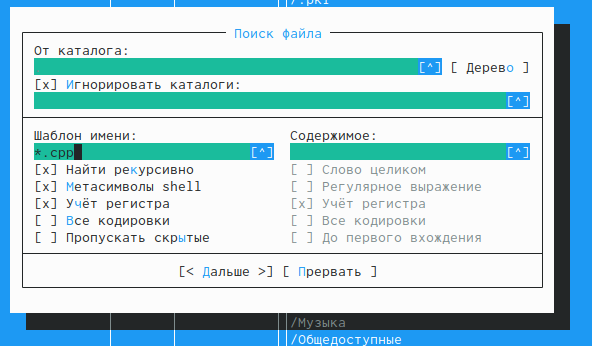 /.pki
Поиск файла
От каталога:
[^] [ Дерево ]
[x] Игнорировать каталоги:
[^]
Шаблон имени: Содержимое:
*.cpp [^] [^]
[x] Найти рекурсивно [ ] Слово целиком
[x] Метасимволы shell [ ] Регулярное выражение
[x] Учёт регистра [x] Учёт регистра
[ ] Все кодировки [ ] Все кодировки
[ ] Пропускать скрытые [ ] До первого вхождения
[< Дальше >] [ Прервать ]
/Музыка
/Общедоступные